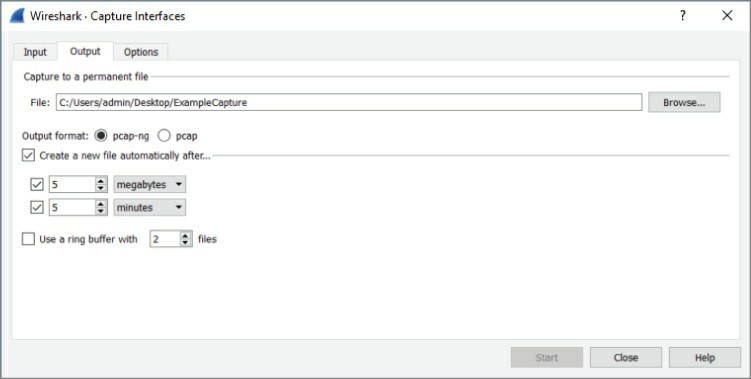 Wireshark · Capture Interfaces ? ×
Input Output Options
Capture to a permanent file
File: C:/Users/admin/Desktop/ExampleCapture Browse...
Output format: pcap-ng pcap
Create a new file automatically after...
5 megabytes
5 minutes
Use a ring buffer with 2 files
Start Close Help